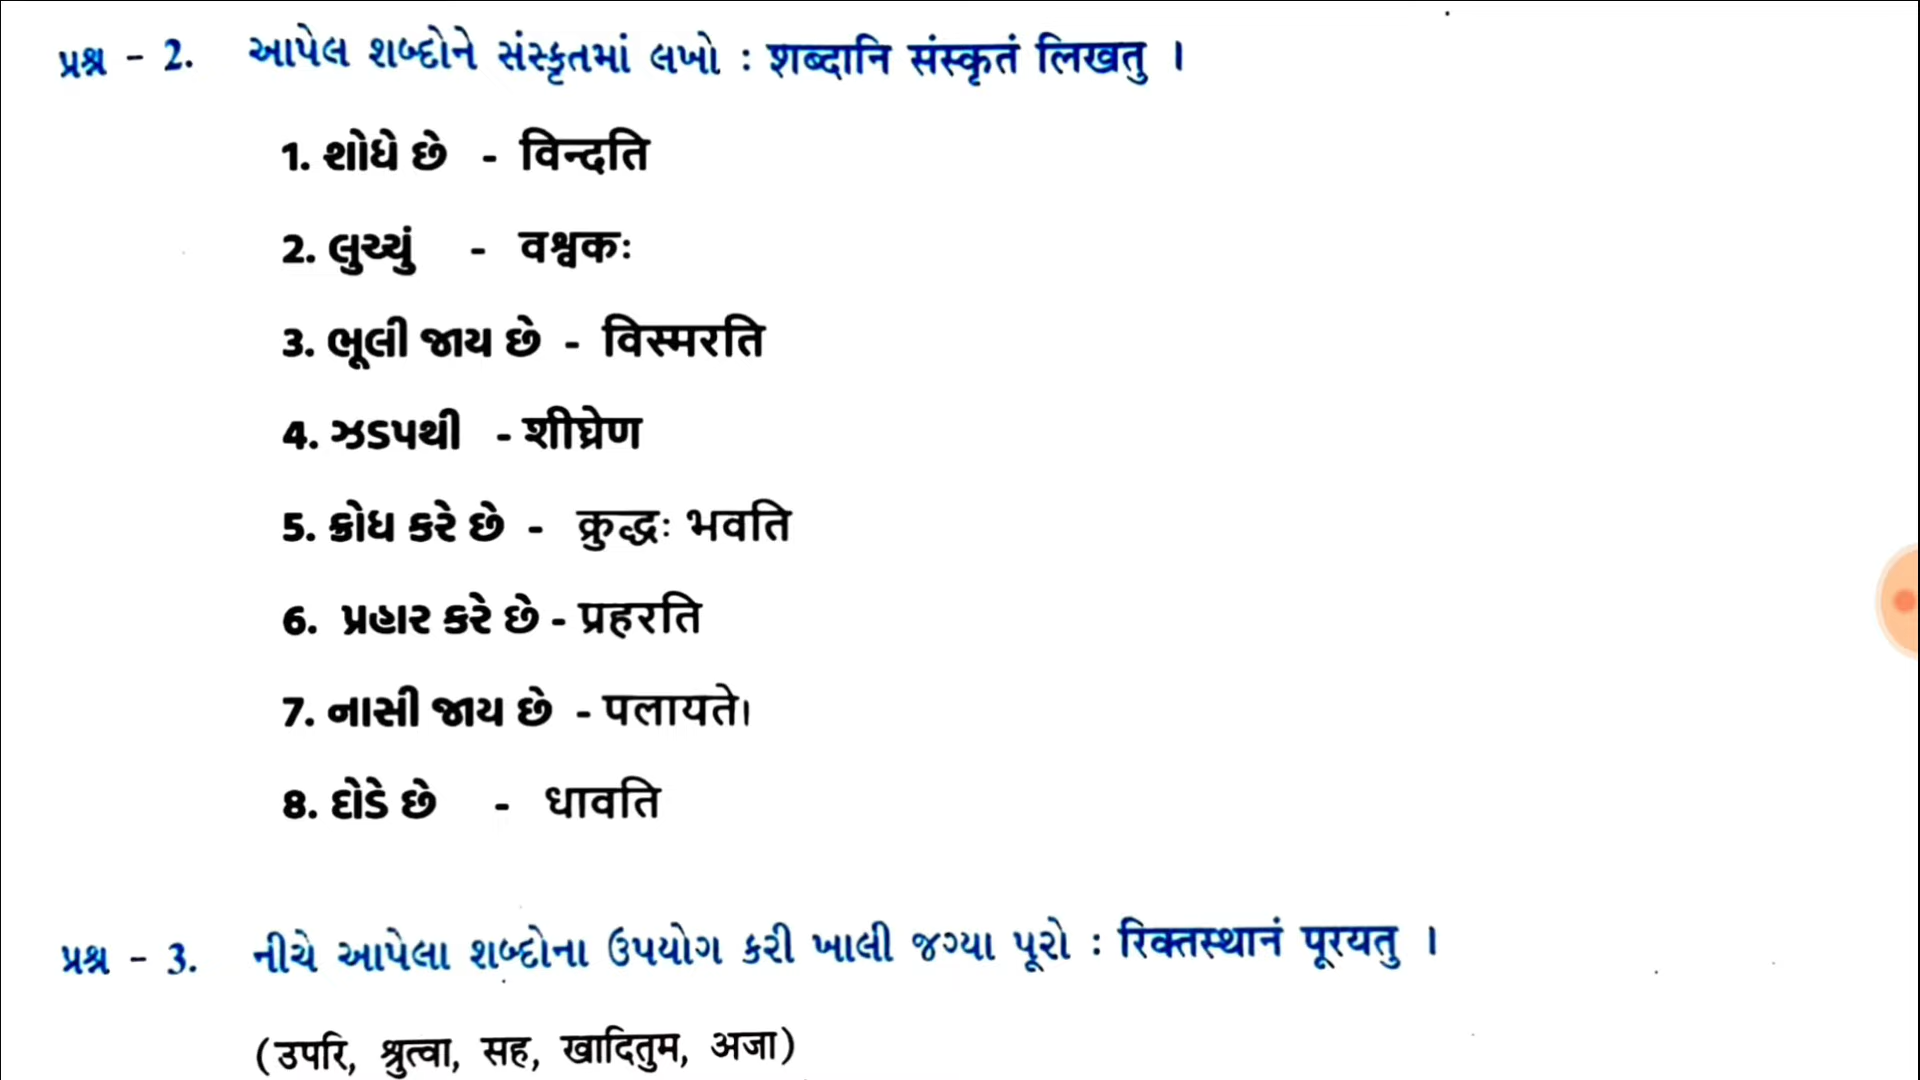 પ્રશ્ન - 2. આપેલ શબ્દોને સંસ્કૃતમાં લખો : शब्दानि संस्कृतं लिखतु ।
1. શોધે છે - विन्दति
2. લુચ્ચું - वश्वकः
3. ભૂલી જાય છે - विस्मरति
4. ઝડપથી - शीघ्रेण
5. ક્રોધ કરે છે - क्रुद्धः भवति
6. પ્રહાર કરે છે - प्रहरति
7. નાસી જાય છે - पलायते।
8. દોડે છે - धावति
પ્રશ્ન - 3. નીચે આપેલા શબ્દોના ઉપયોગ કરી ખાલી જગ્યા પૂરો : रिक्तस्थानं पूरयतु ।
(उपरि, श्रुत्वा, सह, खादितुम, अजा)